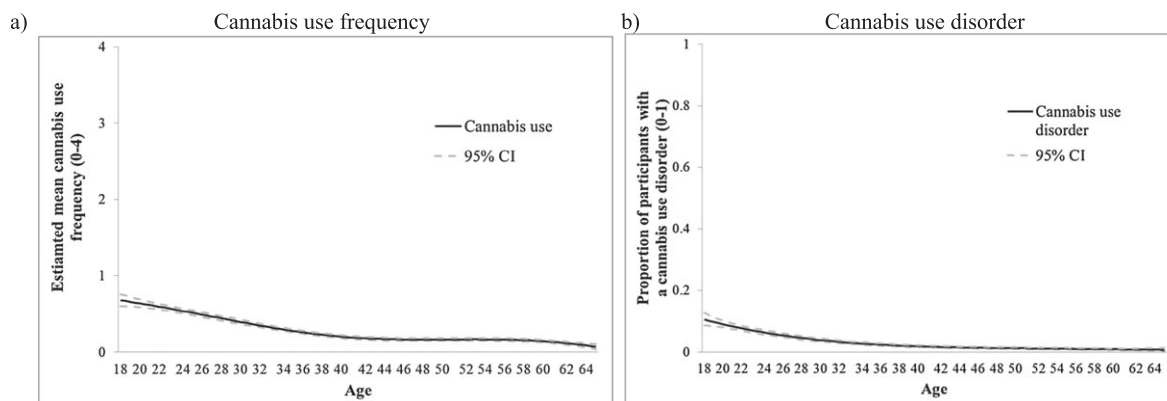 a) Cannabis use frequency
4
3
2
1
0
Estiamted mean cannabis use
frequency (0-4)
Cannabis use
95% CI
18 20 22 24 26 28 30 32 34 36 38 40 42 44 46 48 50 52 54 56 58 60 62 64
Age
b) Cannabis use disorder
1
0.8
0.6
0.4
0.2
0
Proportion of participants with
a cannabis use disorder (0-1)
Cannabis use
disorder
95% CI
18 20 22 24 26 28 30 32 34 36 38 40 42 44 46 48 50 52 54 56 58 60 62 64
Age